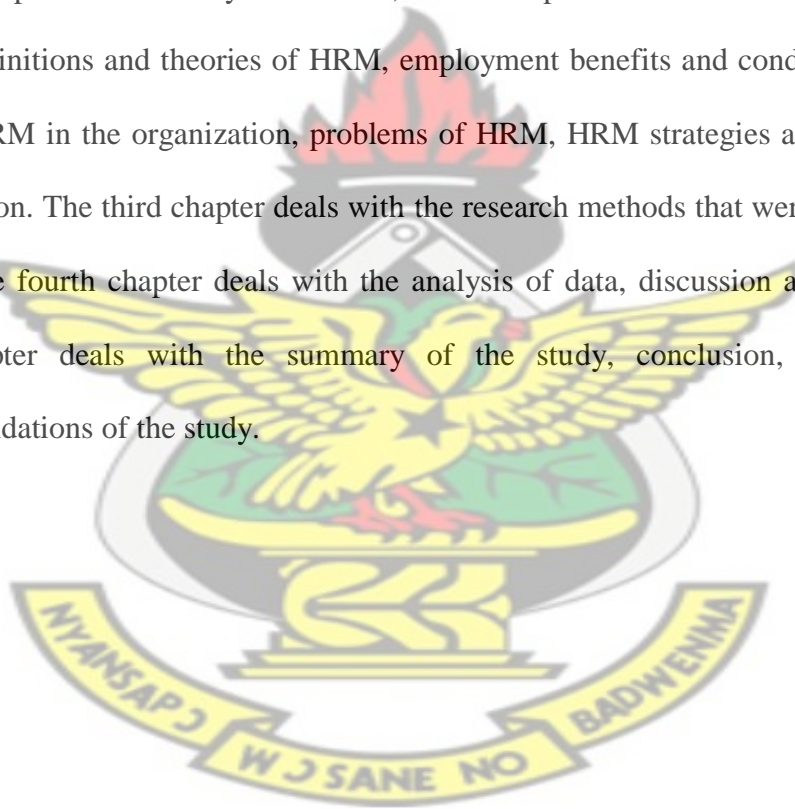 initions and theories of HRM, employment benefits and cond
RM in the organization, problems of HRM, HRM strategies a
on. The third chapter deals with the research methods that wer
e fourth chapter deals with the analysis of data, discussion a
pter deals with the summary of the study, conclusion,
dations of the study.
NYANSAPƆ WƆSANE NO BADWENMA